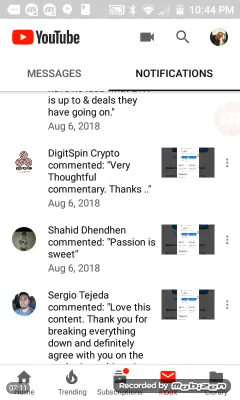 10:44 PM
YouTube
MESSAGES
NOTIFICATIONS
is up to & deals they
have going on."
Aug 6, 2018
DigitSpin Crypto
commented: "Very
Thoughtful
commentary. Thanks .."
Aug 6, 2018
Shahid Dhendhen
commented: "Passion is
sweet"
Aug 6, 2018
Sergio Tejeda
commented: "Love this
content. Thank you for
breaking everything
down and definitely
agree with you on the
07:11
Home
Trending
Subscriptions
Inbox
Library
Recorded by Mobizen